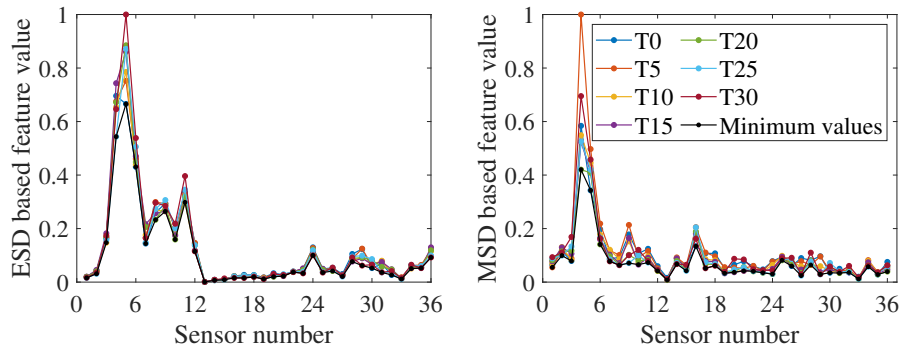 ESD based feature value
1
0.8
0.6
0.4
0.2
0
0 6 12 18 24 30 36
Sensor number
MSD based feature value
1
0.8
0.6
0.4
0.2
0
0 6 12 18 24 30 36
Sensor number
T0 T20
T5 T25
T10 T30
T15 Minimum values